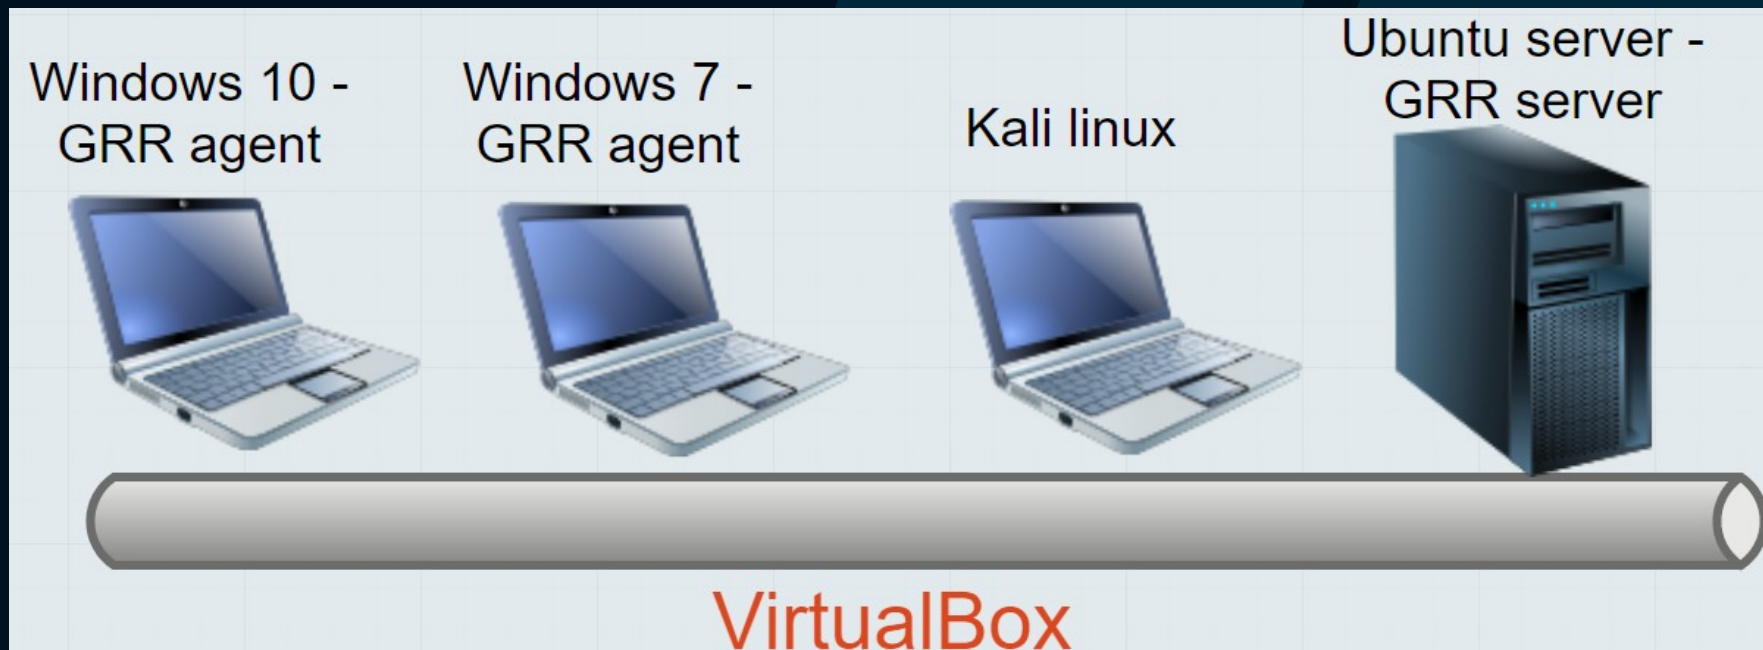 Windows 10 -
GRR agent
Windows 7 -
GRR agent
Kali linux
Ubuntu server -
GRR server
VirtualBox